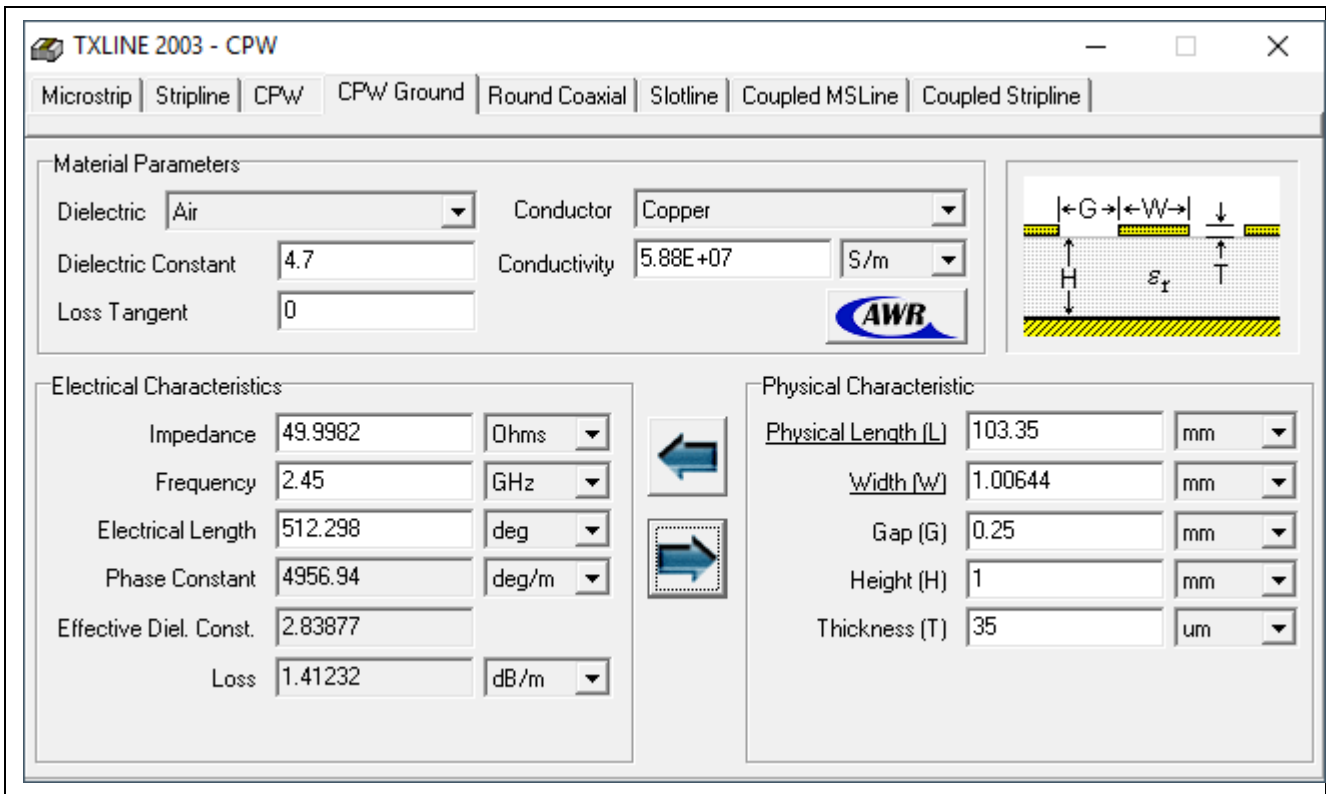 TXLINE 2003 - CPW
Microstrip Stripline CPW CPW Ground Round Coaxial Slotline Coupled MSLine Coupled Stripline
Material Parameters
Dielectric Air Conductor Copper
Dielectric Constant 4.7 Conductivity 5.88E+07 S/m
Loss Tangent 0
AWR
G W
H εr T
Electrical Characteristics
Impedance 49.9982 Ohms
Frequency 2.45 GHz
Electrical Length 512.298 deg
Phase Constant 4956.94 deg/m
Effective Diel. Const. 2.83877
Loss 1.41232 dB/m
Physical Characteristic
Physical Length (L) 103.35 mm
Width (W) 1.00644 mm
Gap (G) 0.25 mm
Height (H) 1 mm
Thickness (T) 35 um